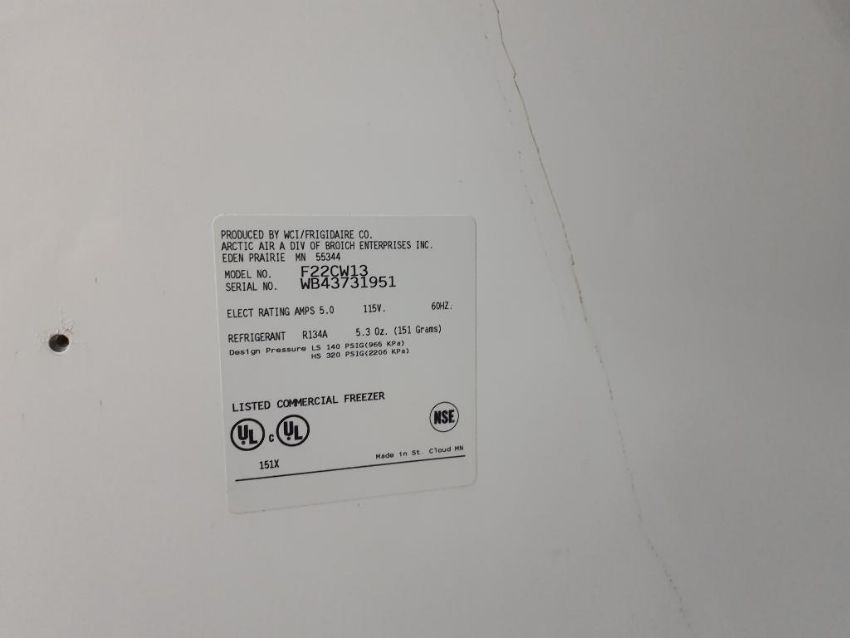 PRODUCED BY WCI/FRIGIDAIRE CO.
ARCTIC AIR A DIV OF BROICH ENTERPRISES INC.
EDEN PRAIRIE MN 55344
MODEL NO. F22CW13
SERIAL NO. WB43731951
ELECT RATING AMPS 5.0 115V. 60HZ.
REFRIGERANT R134A 5.3 Oz. (151 Grams)
Design Pressure LS 140 PSIG(966 KPa)
HS 320 PSIG(2206 KPa)
LISTED COMMERCIAL FREEZER
UL c UL NSF
151X
Made in St. Cloud MN